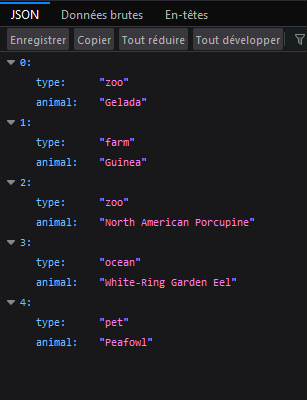 JSON Données brutes En-têtes
Enregistrer Copier Tout réduire Tout développer
0:
type: "zoo"
animal: "Gelada"
1:
type: "farm"
animal: "Guinea"
2:
type: "zoo"
animal: "North American Porcupine"
3:
type: "ocean"
animal: "White-Ring Garden Eel"
4:
type: "pet"
animal: "Peafowl"